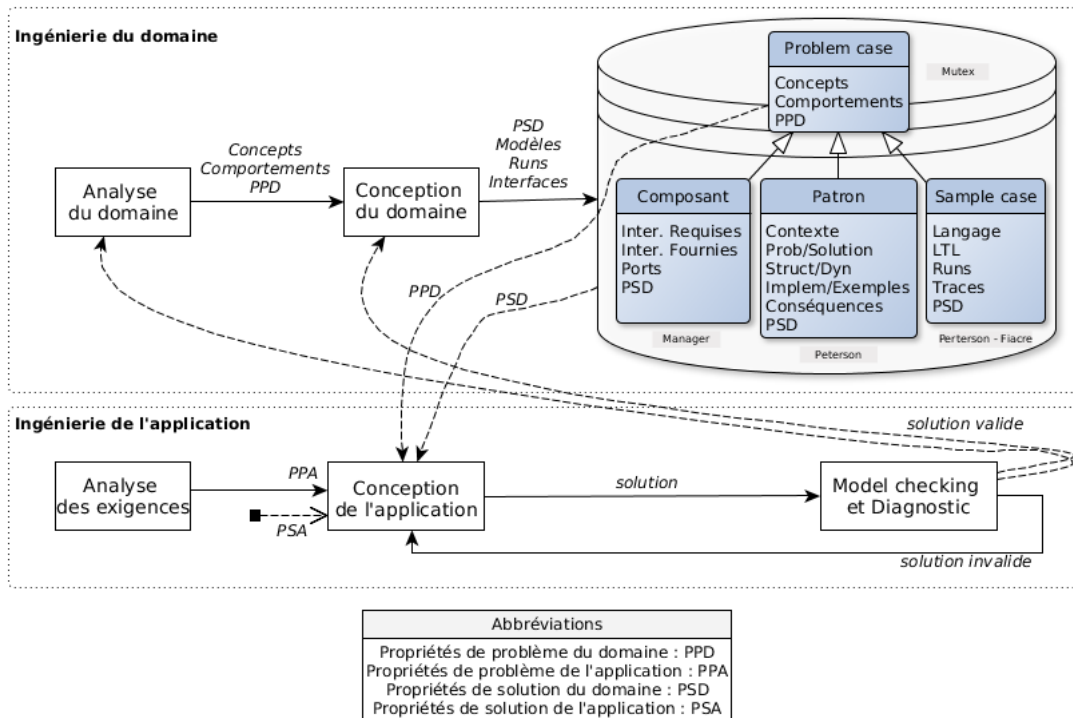 Ingénierie du domaine
Problem case
Mutex
Concepts
Comportements
PPD
Analyse
du domaine
Concepts
Comportements
PPD
Conception
du domaine
PSD
Modèles
Runs
Interfaces
Composant
Inter. Requises
Inter. Fournies
Ports
PSD
Manager
Patron
Contexte
Prob/Solution
Struct/Dyn
Implem/Exemples
Conséquences
PSD
Peterson
Sample case
Langage
LTL
Runs
Traces
PSD
Perterson - Fiacre
PPD
PSD
Ingénierie de l'application
solution valide
Analyse
des exigences
PPA
PSA
Conception
de l'application
solution
Model checking
et Diagnostic
solution invalide
Abbréviations
Propriétés de problème du domaine : PPD
Propriétés de problème de l'application : PPA
Propriétés de solution du domaine : PSD
Propriétés de solution de l'application : PSA